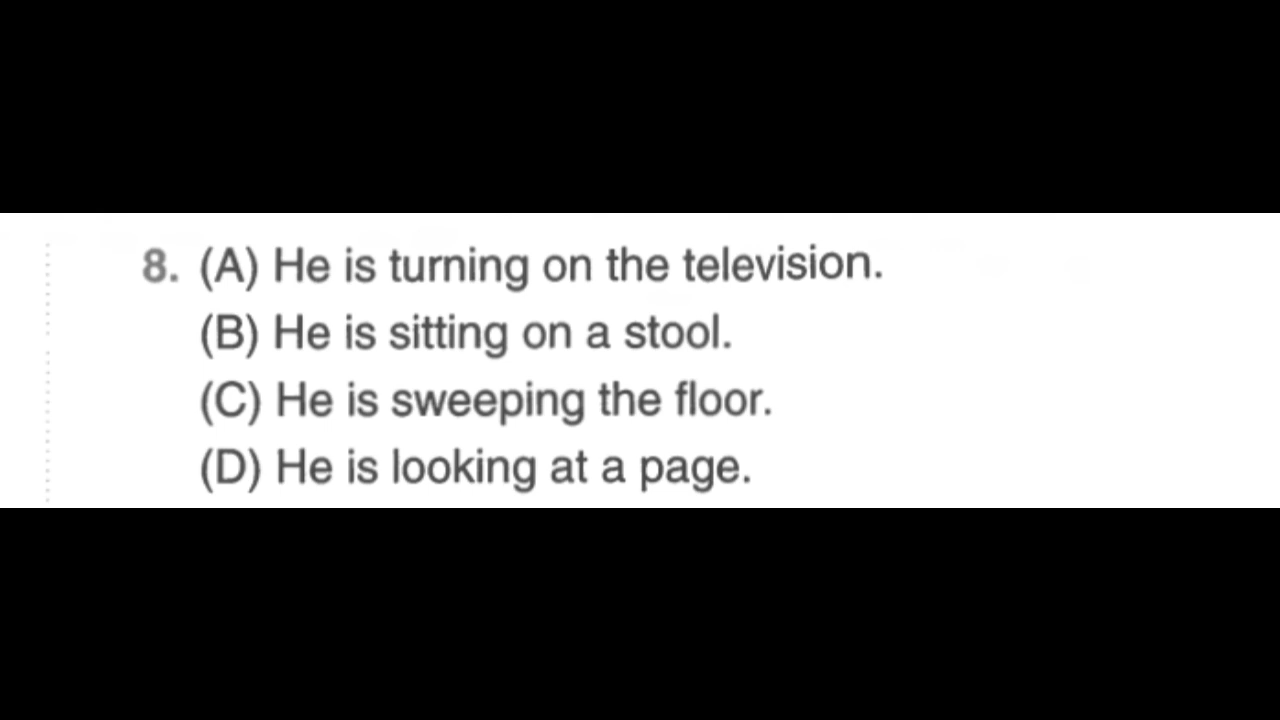 8. (A) He is turning on the television.
(B) He is sitting on a stool.
(C) He is sweeping the floor.
(D) He is looking at a page.